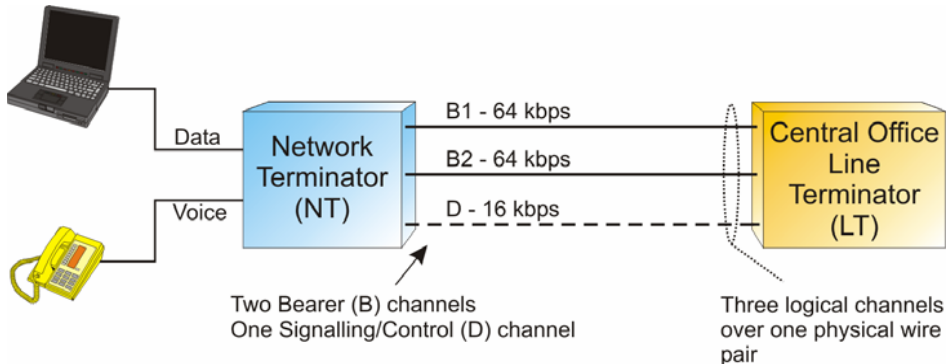 Data
Voice
Network
Terminator
(NT)
B1 - 64 kbps
B2 - 64 kbps
D - 16 kbps
Central Office
Line
Terminator
(LT)
Two Bearer (B) channels
One Signalling/Control (D) channel
Three logical channels
over one physical wire
pair